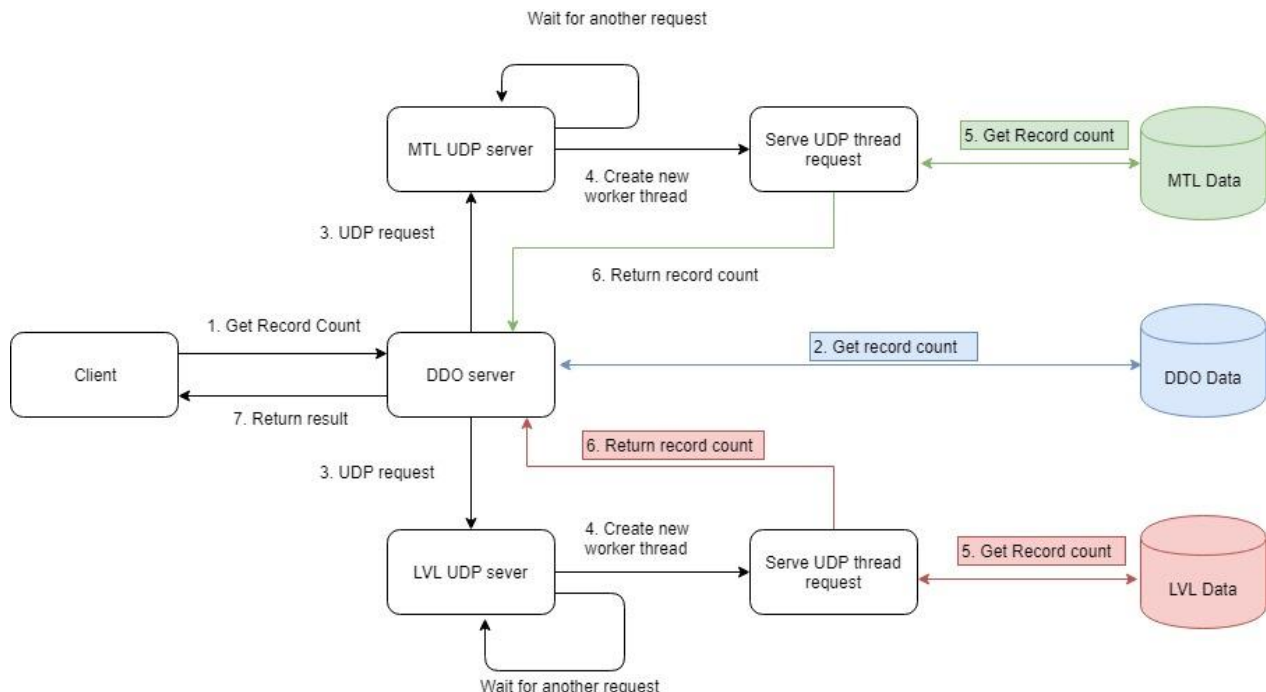 Wait for another request
MTL UDP server
4. Create new
worker thread
Serve UDP thread
request
5. Get Record count
MTL Data
3. UDP request
6. Return record count
1. Get Record Count
Client
DDO server
2. Get record count
DDO Data
7. Return result
6. Return record count
3. UDP request
4. Create new
worker thread
LVL UDP sever
Serve UDP thread
request
5. Get Record count
LVL Data
Wait for another request